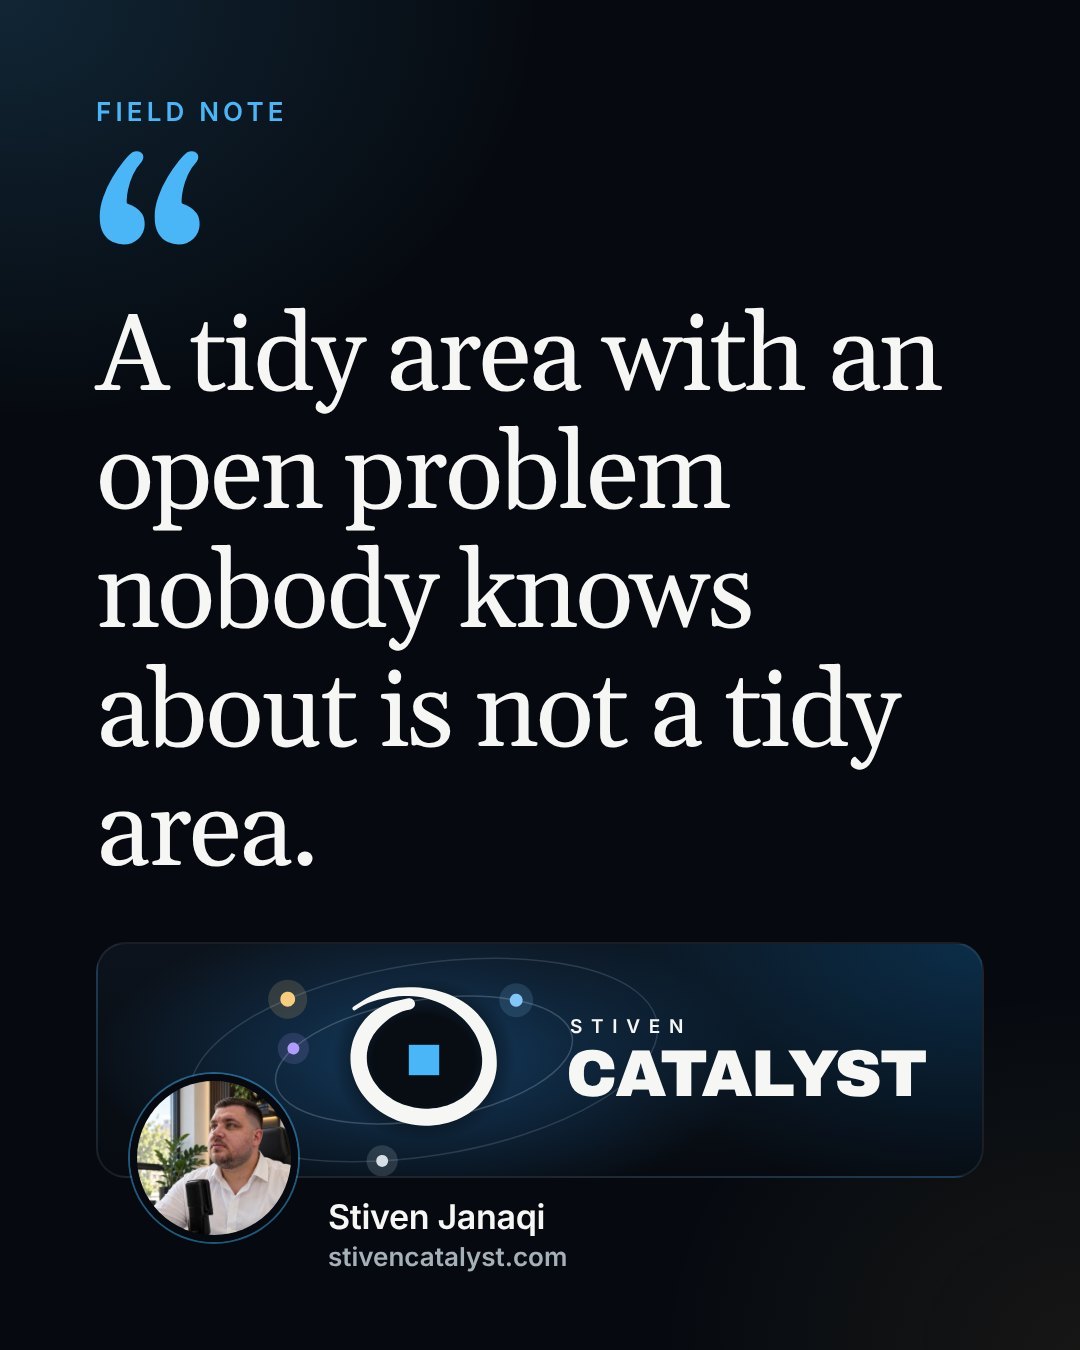 FIELD NOTE
“
A tidy area with an
open problem
nobody knows
about is not a tidy
area.
STIVEN
CATALYST
Stiven Janaqi
stivencatalyst.com